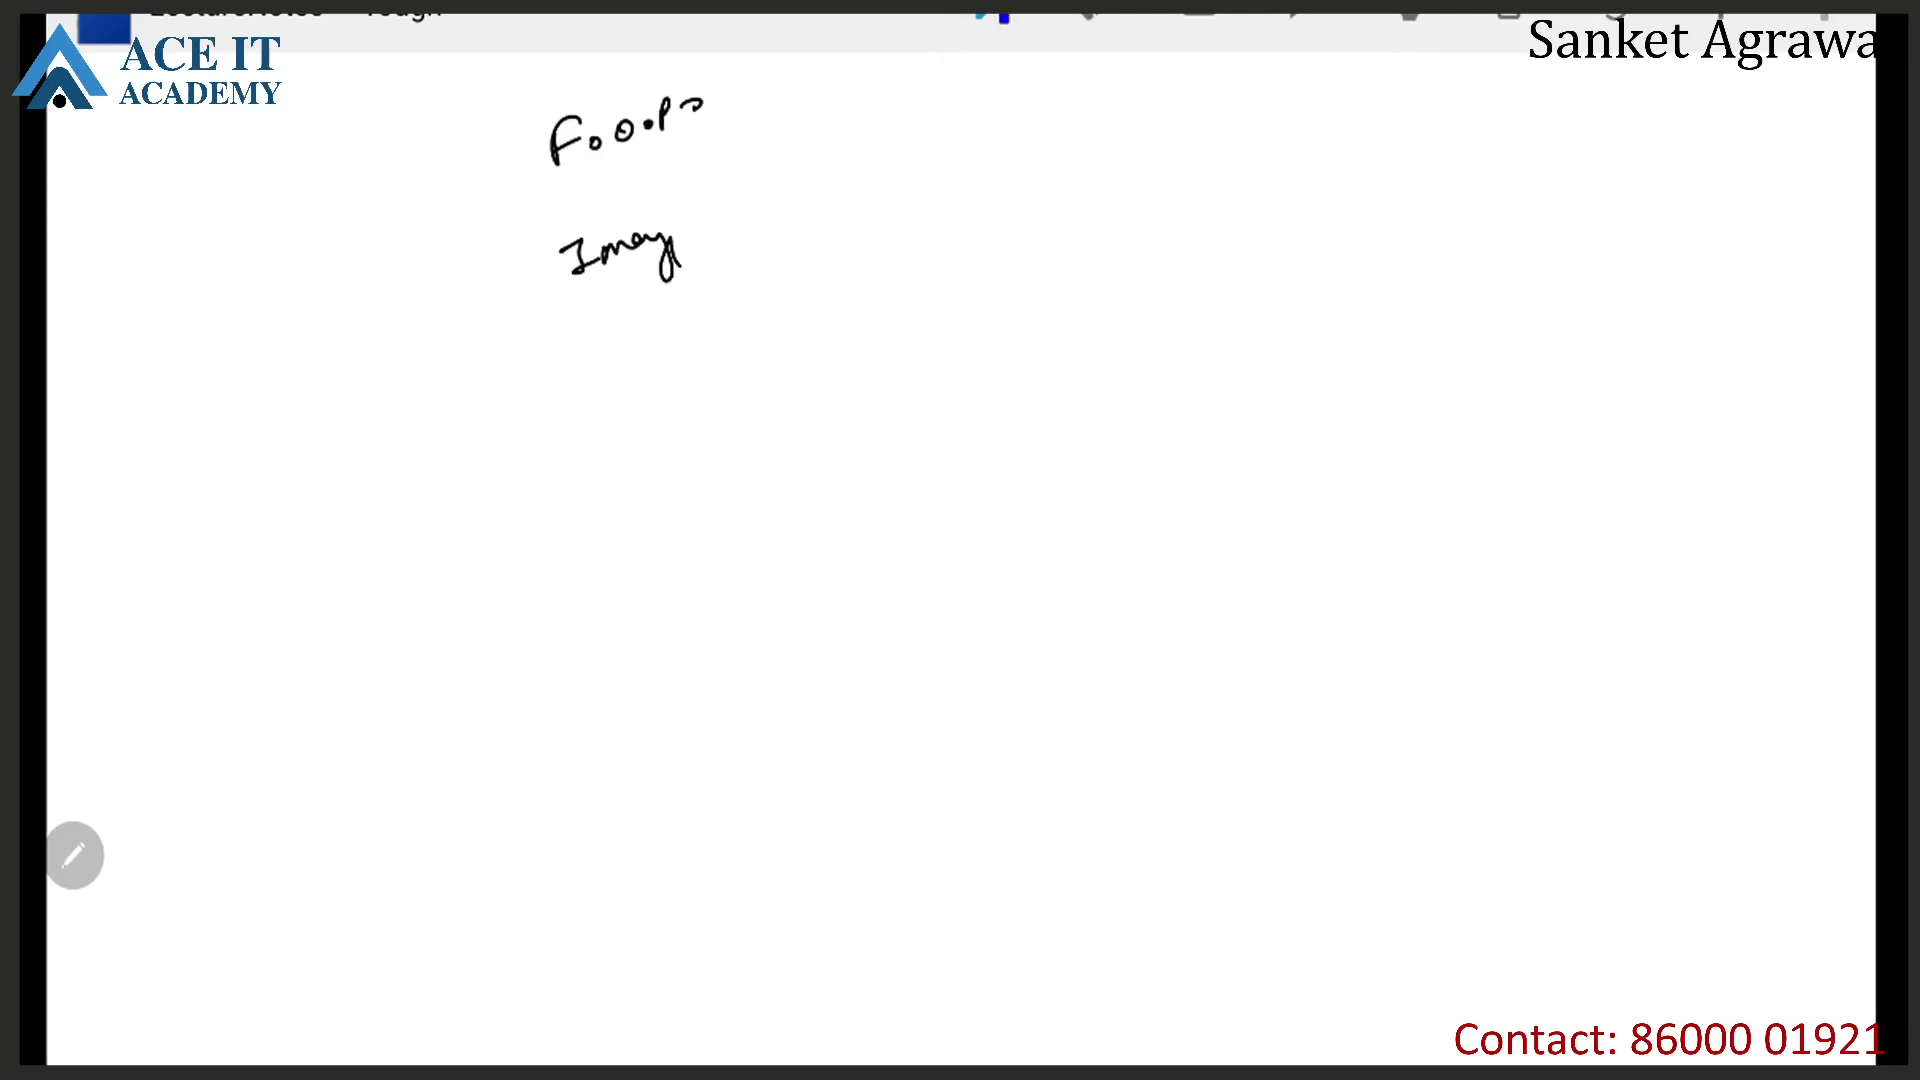 Sanket Agrawa
ACE IT
ACADEMY
F.O.P
Imag
Contact: 86000 01921